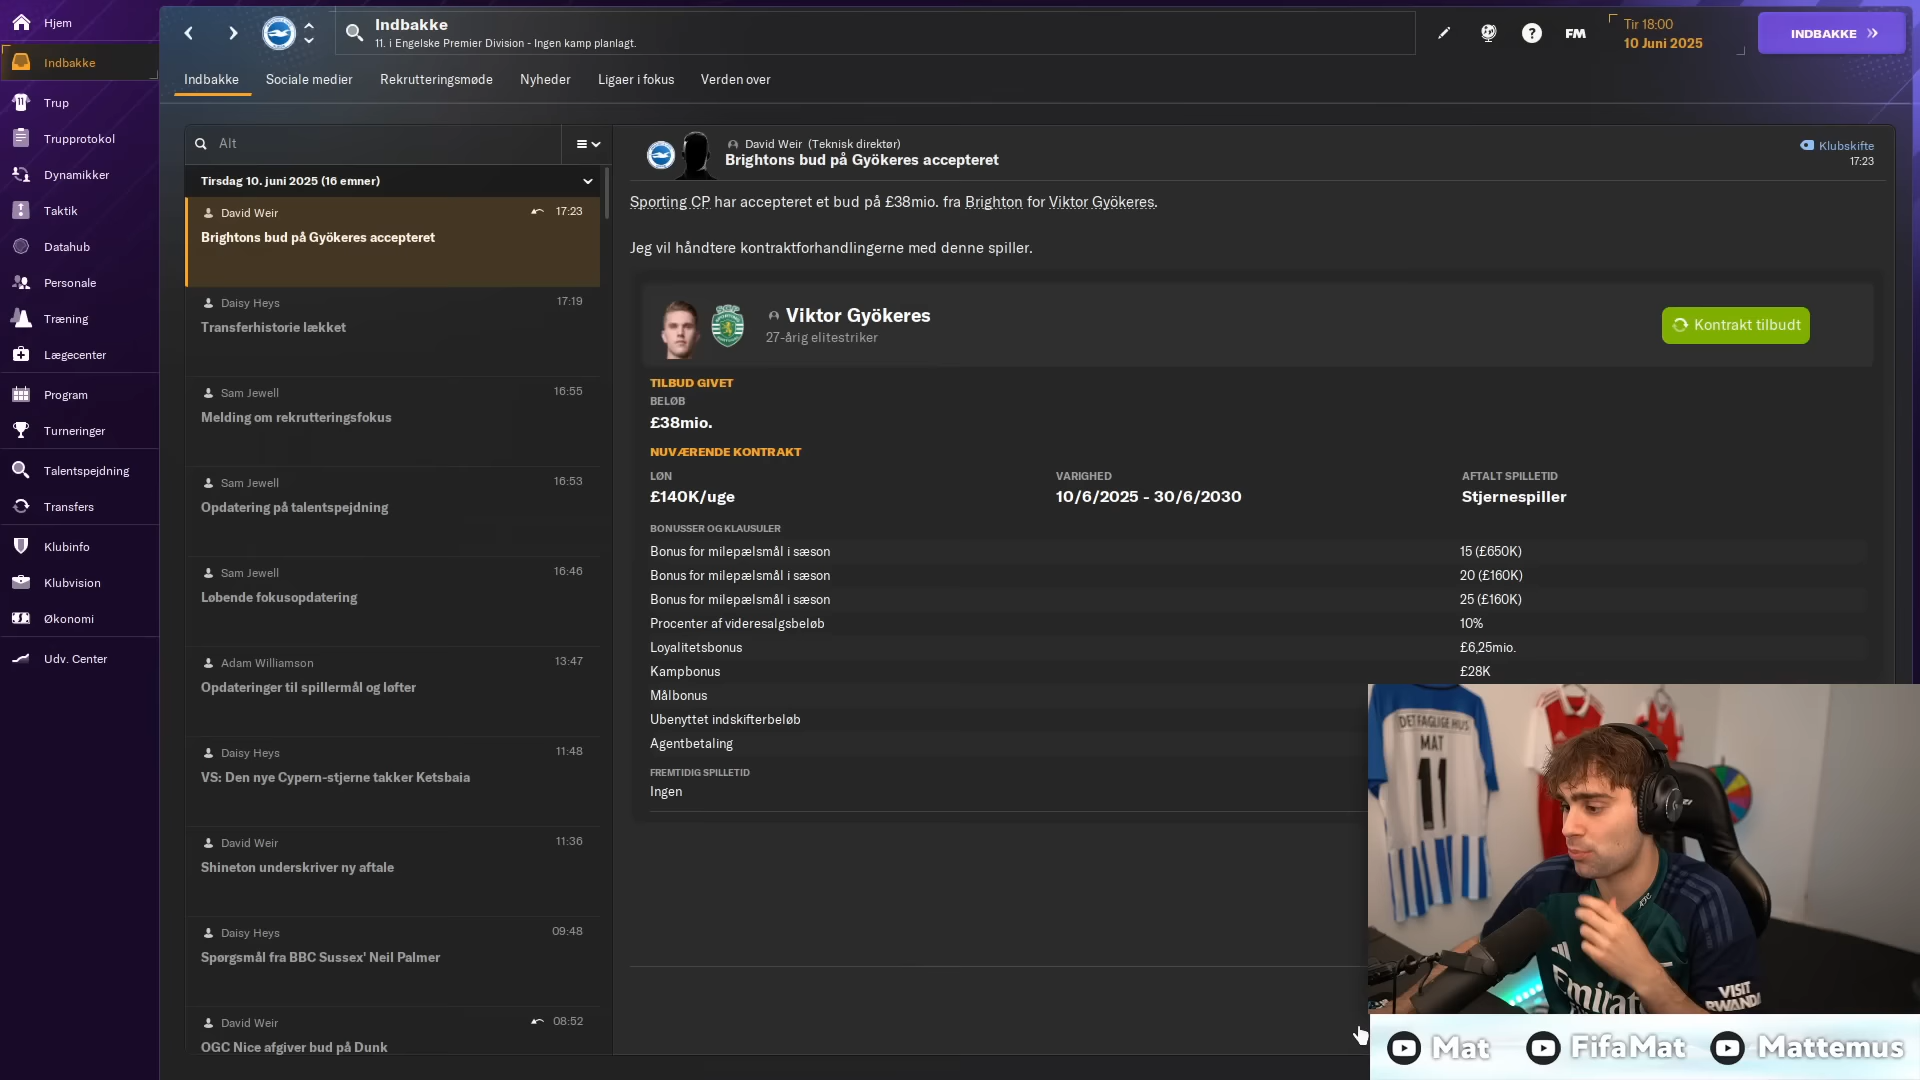 Hjem
Indbakke
Trup
Trupprotokol
Dynamikker
Taktik
Datahub
Personale
Træning
Lægecenter
Program
Turneringer
Talentspejdning
Transfers
Klubinfo
Klubvision
Økonomi
Udv. Center
Indbakke
11. i Engelske Premier Division - Ingen kamp planlagt.
FM
Tir 18:00
10 Juni 2025
INDBAKKE
Indbakke Sociale medier Rekrutteringsmøde Nyheder Ligaer i fokus Verden over
Alt
Tirsdag 10. juni 2025 (16 emner)
David Weir 17:23
Brightons bud på Gyökeres accepteret
Daisy Heys 17:19
Transferhistorie lækket
Sam Jewell 16:55
Melding om rekrutteringsfokus
Sam Jewell 16:53
Opdatering på talentspejdning
Sam Jewell 16:46
Løbende fokusopdatering
Adam Williamson 13:47
Opdateringer til spillermål og løfter
Daisy Heys 11:48
VS: Den nye Cypern-stjerne takker Ketsbaia
David Weir 11:36
Shineton underskriver ny aftale
Daisy Heys 09:48
Spørgsmål fra BBC Sussex' Neil Palmer
David Weir 08:52
OGC Nice afgiver bud på Dunk
David Weir (Teknisk direktør)
Brightons bud på Gyökeres accepteret
Klubskifte
17:23
Sporting CP har accepteret et bud på £38mio. fra Brighton for Viktor Gyökeres.
Jeg vil håndtere kontraktforhandlingerne med denne spiller.
Viktor Gyökeres
27-årig elitestriker
Kontrakt tilbudt
TILBUD GIVET
BELØB
£38mio.
NUVÆRENDE KONTRAKT
LØN VARIGHED AFTALT SPILLETID
£140K/uge 10/6/2025 - 30/6/2030 Stjernespiller
BONUSSER OG KLAUSULER
Bonus for milepælsmål i sæson 15 (£650K)
Bonus for milepælsmål i sæson 20 (£160K)
Bonus for milepælsmål i sæson 25 (£160K)
Procenter af videresalgsbeløb 10%
Loyalitetsbonus £6,25mio.
Kampbonus £28K
Målbonus
Ubenyttet indskifterbeløb
Agentbetaling
FREMTIDIG SPILLETID
Ingen
DET FAGLIGE HUS
MAT
11
Emirates
VISIT
RWANDA
Mat FifaMat Mattemus